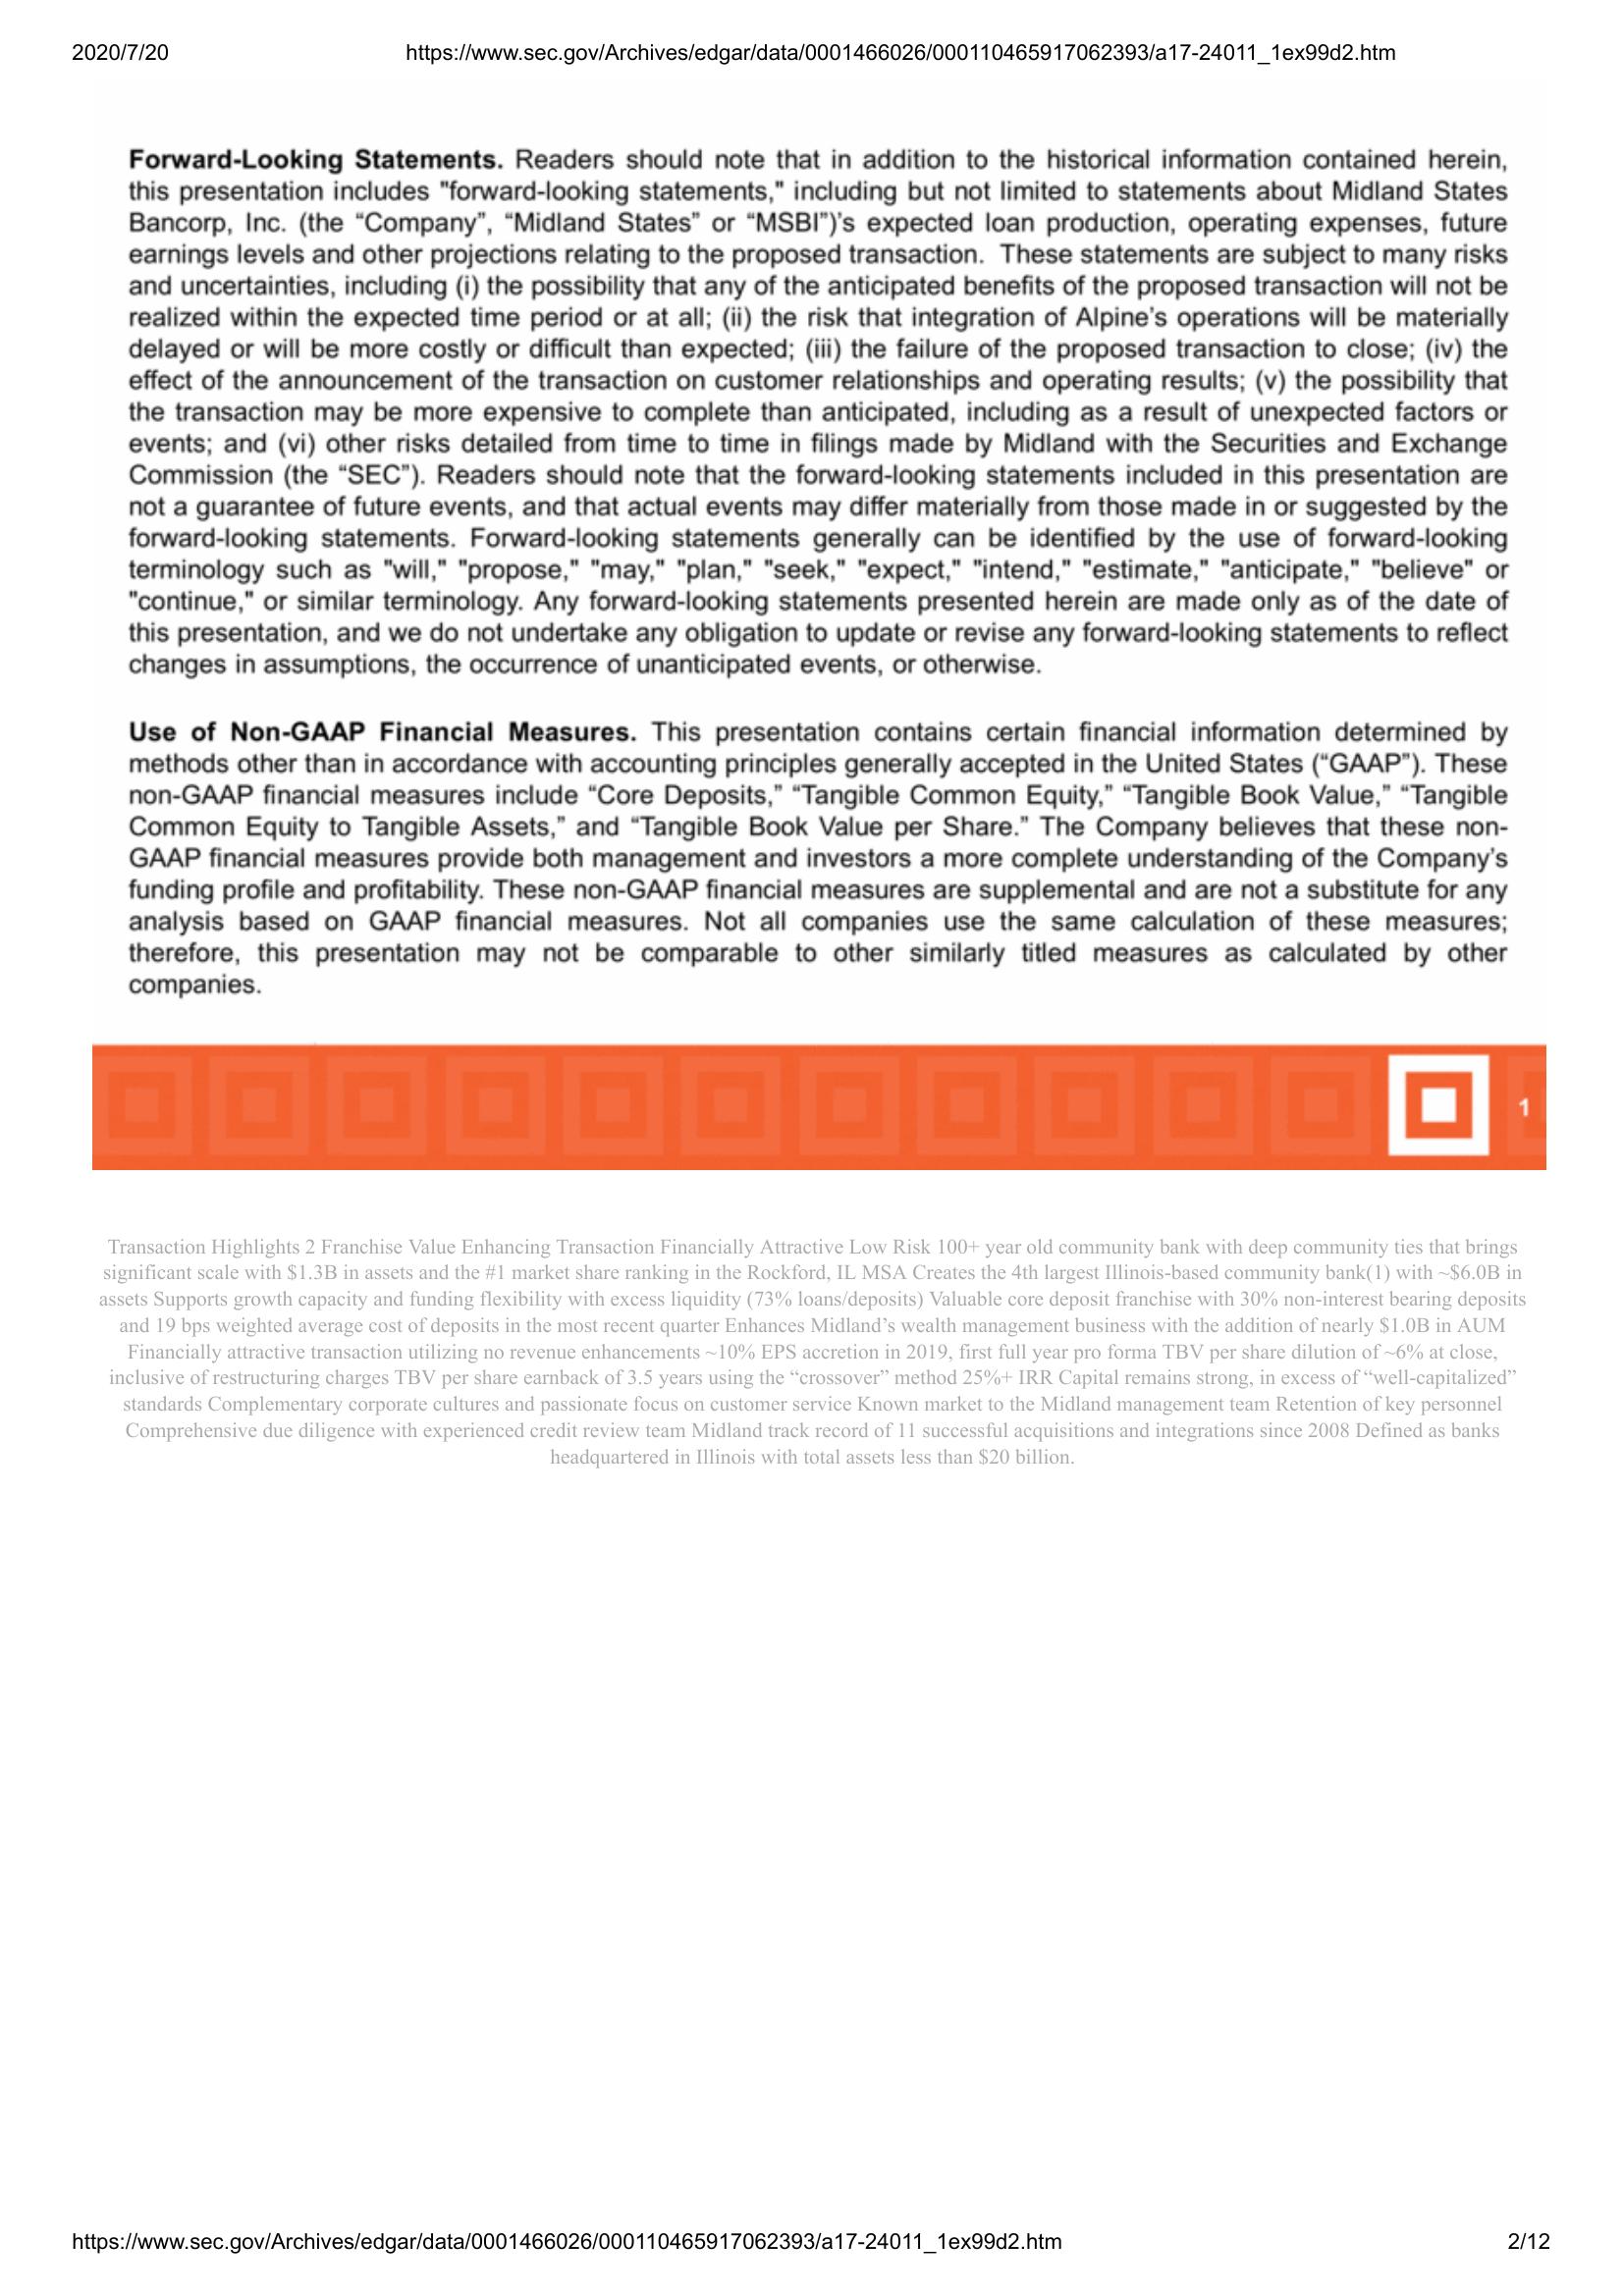 2020/7/20 https://www.sec.gov/Archives/edgar/data/0001466026/000110465917062393/a17-24011_1ex99d2.htm
Forward-Looking Statements. Readers should note that in addition to the historical information contained herein,
this presentation includes "forward-looking statements," including but not limited to statements about Midland States
Bancorp, Inc. (the “Company”, “Midland States” or “MSBI”)’s expected loan production, operating expenses, future
earnings levels and other projections relating to the proposed transaction. These statements are subject to many risks
and uncertainties, including (i) the possibility that any of the anticipated benefits of the proposed transaction will not be
realized within the expected time period or at all; (ii) the risk that integration of Alpine’s operations will be materially
delayed or will be more costly or difficult than expected; (iii) the failure of the proposed transaction to close; (iv) the
effect of the announcement of the transaction on customer relationships and operating results; (v) the possibility that
the transaction may be more expensive to complete than anticipated, including as a result of unexpected factors or
events; and (vi) other risks detailed from time to time in filings made by Midland with the Securities and Exchange
Commission (the “SEC”). Readers should note that the forward-looking statements included in this presentation are
not a guarantee of future events, and that actual events may differ materially from those made in or suggested by the
forward-looking statements. Forward-looking statements generally can be identified by the use of forward-looking
terminology such as "will," "propose," "may," "plan," "seek," "expect," "intend," "estimate," "anticipate," "believe" or
"continue," or similar terminology. Any forward-looking statements presented herein are made only as of the date of
this presentation, and we do not undertake any obligation to update or revise any forward-looking statements to reflect
changes in assumptions, the occurrence of unanticipated events, or otherwise.
Use of Non-GAAP Financial Measures. This presentation contains certain financial information determined by
methods other than in accordance with accounting principles generally accepted in the United States (“GAAP”). These
non-GAAP financial measures include “Core Deposits,” “Tangible Common Equity,” “Tangible Book Value,” “Tangible
Common Equity to Tangible Assets,” and “Tangible Book Value per Share.” The Company believes that these non-
GAAP financial measures provide both management and investors a more complete understanding of the Company’s
funding profile and profitability. These non-GAAP financial measures are supplemental and are not a substitute for any
analysis based on GAAP financial measures. Not all companies use the same calculation of these measures;
therefore, this presentation may not be comparable to other similarly titled measures as calculated by other
companies.
1
Transaction Highlights 2 Franchise Value Enhancing Transaction Financially Attractive Low Risk 100+ year old community bank with deep community ties that brings
significant scale with $1.3B in assets and the #1 market share ranking in the Rockford, IL MSA Creates the 4th largest Illinois-based community bank(1) with ~$6.0B in
assets Supports growth capacity and funding flexibility with excess liquidity (73% loans/deposits) Valuable core deposit franchise with 30% non-interest bearing deposits
and 19 bps weighted average cost of deposits in the most recent quarter Enhances Midland’s wealth management business with the addition of nearly $1.0B in AUM
Financially attractive transaction utilizing no revenue enhancements ~10% EPS accretion in 2019, first full year pro forma TBV per share dilution of ~6% at close,
inclusive of restructuring charges TBV per share earnback of 3.5 years using the “crossover” method 25%+ IRR Capital remains strong, in excess of “well-capitalized”
standards Complementary corporate cultures and passionate focus on customer service Known market to the Midland management team Retention of key personnel
Comprehensive due diligence with experienced credit review team Midland track record of 11 successful acquisitions and integrations since 2008 Defined as banks
headquartered in Illinois with total assets less than $20 billion.
https://www.sec.gov/Archives/edgar/data/0001466026/000110465917062393/a17-24011_1ex99d2.htm 2/12